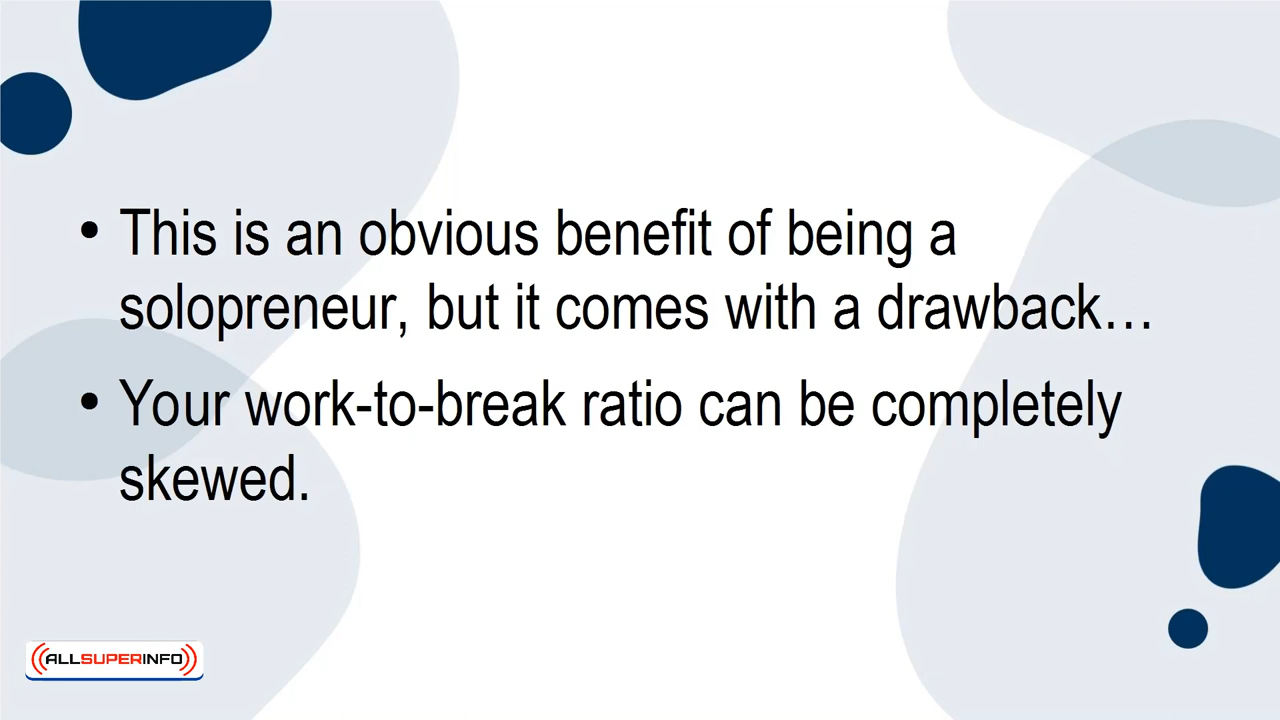 • This is an obvious benefit of being a
solopreneur, but it comes with a drawback…
• Your work-to-break ratio can be completely
skewed.
ALLSUPERINFO